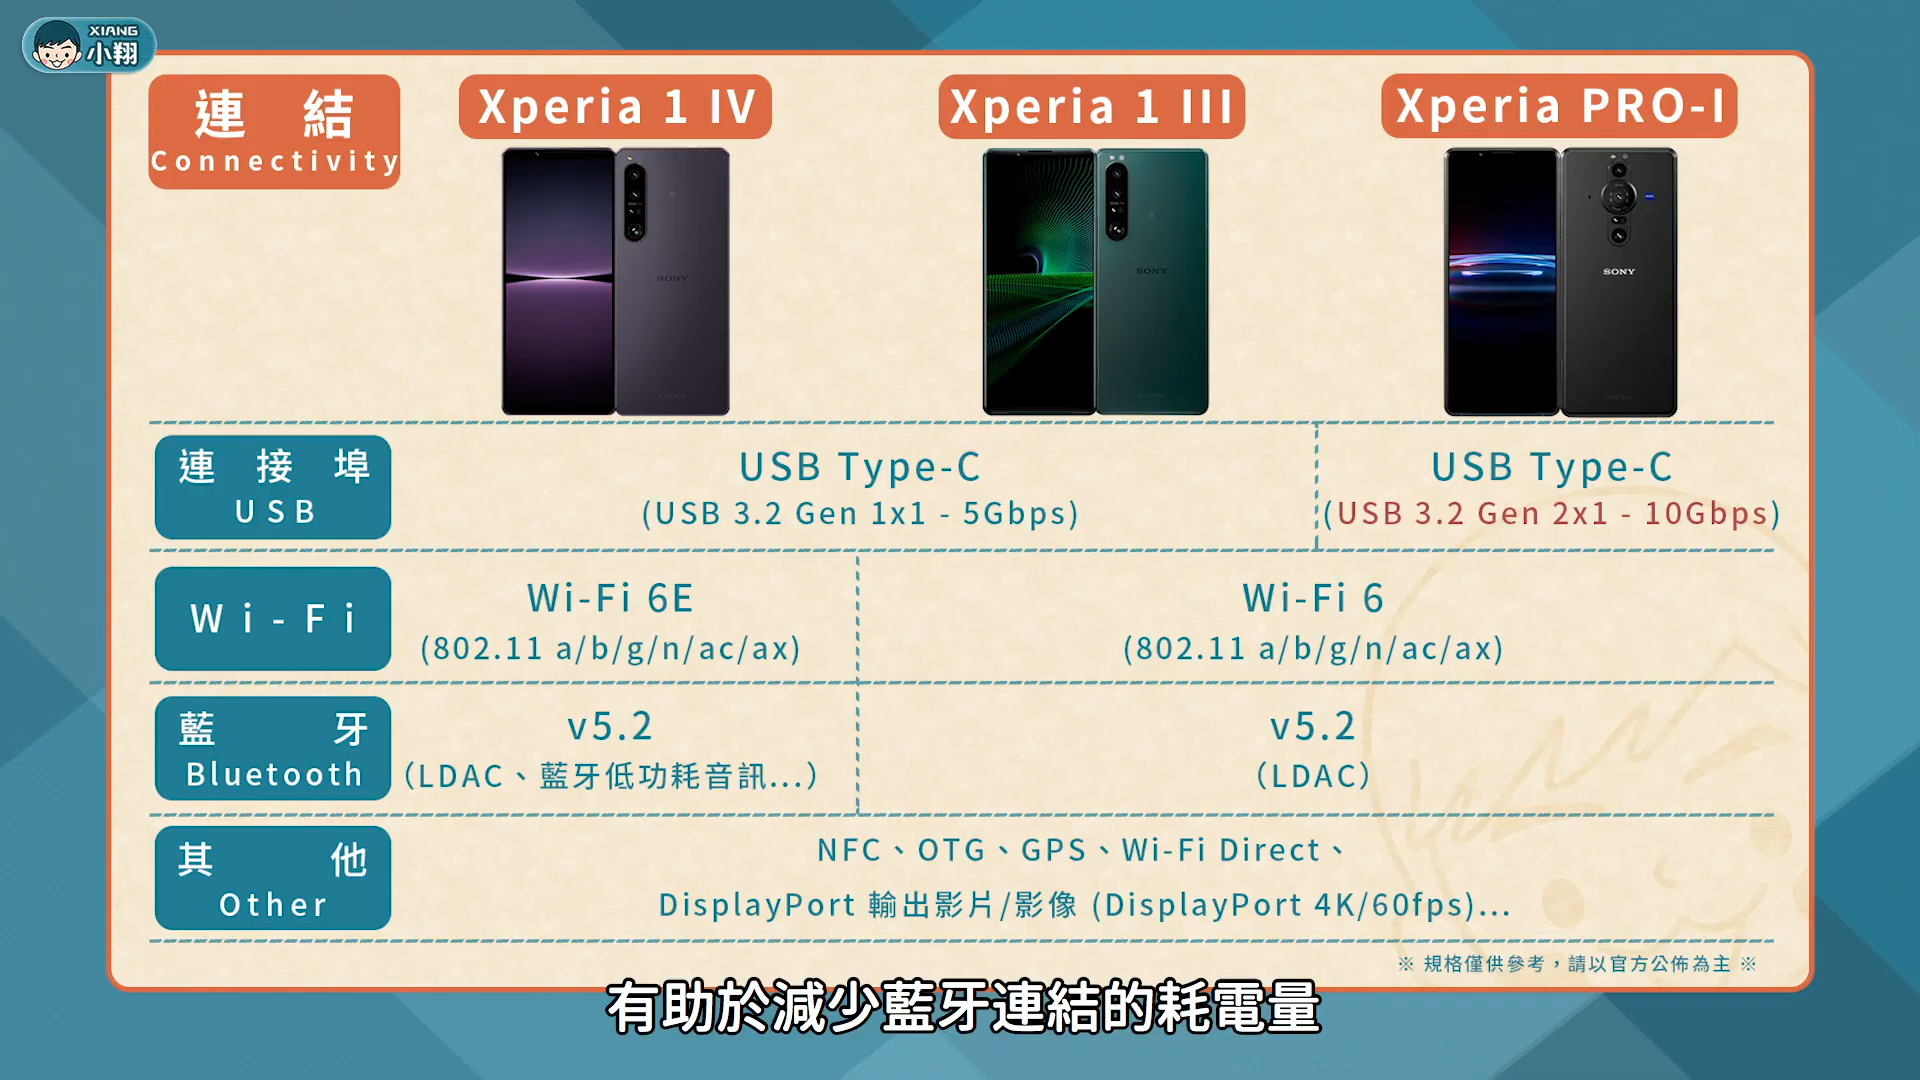 XIANG
小翔
連結
Connectivity
Xperia 1 IV
Xperia 1 III
Xperia PRO-I
SONY
SONY
SONY
連接埠
USB
USB Type-C
(USB 3.2 Gen 1x1 - 5Gbps)
USB Type-C
(USB 3.2 Gen 2x1 - 10Gbps)
Wi-Fi
Wi-Fi 6E
(802.11 a/b/g/n/ac/ax)
Wi-Fi 6
(802.11 a/b/g/n/ac/ax)
藍牙
Bluetooth
v5.2
（LDAC、藍牙低功耗音訊...）
v5.2
（LDAC）
其他
Other
NFC、OTG、GPS、Wi-Fi Direct、
DisplayPort 輸出影片/影像 (DisplayPort 4K/60fps)...
※ 規格僅供參考，請以官方公佈為主 ※
有助於減少藍牙連結的耗電量